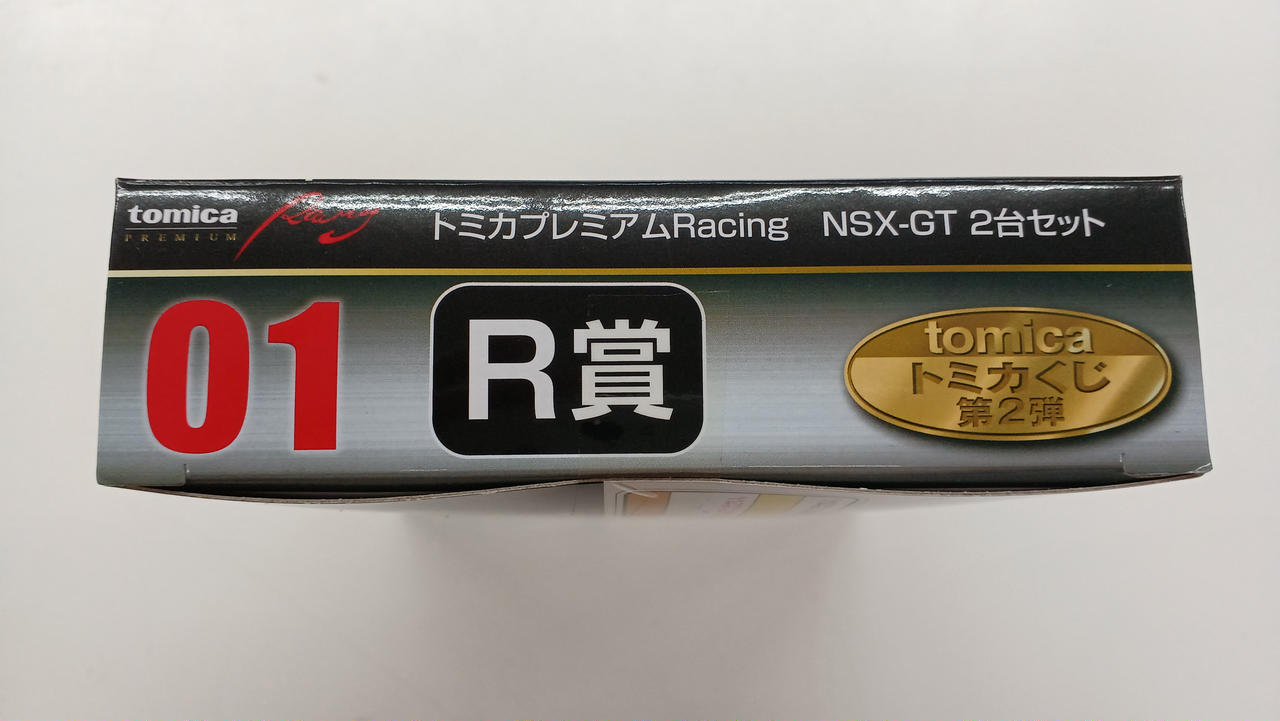 tomica
PREMIUM
Racing
トミカプレミアムRacing NSX-GT 2台セット
01
R賞
tomica
トミカくじ
第2弾